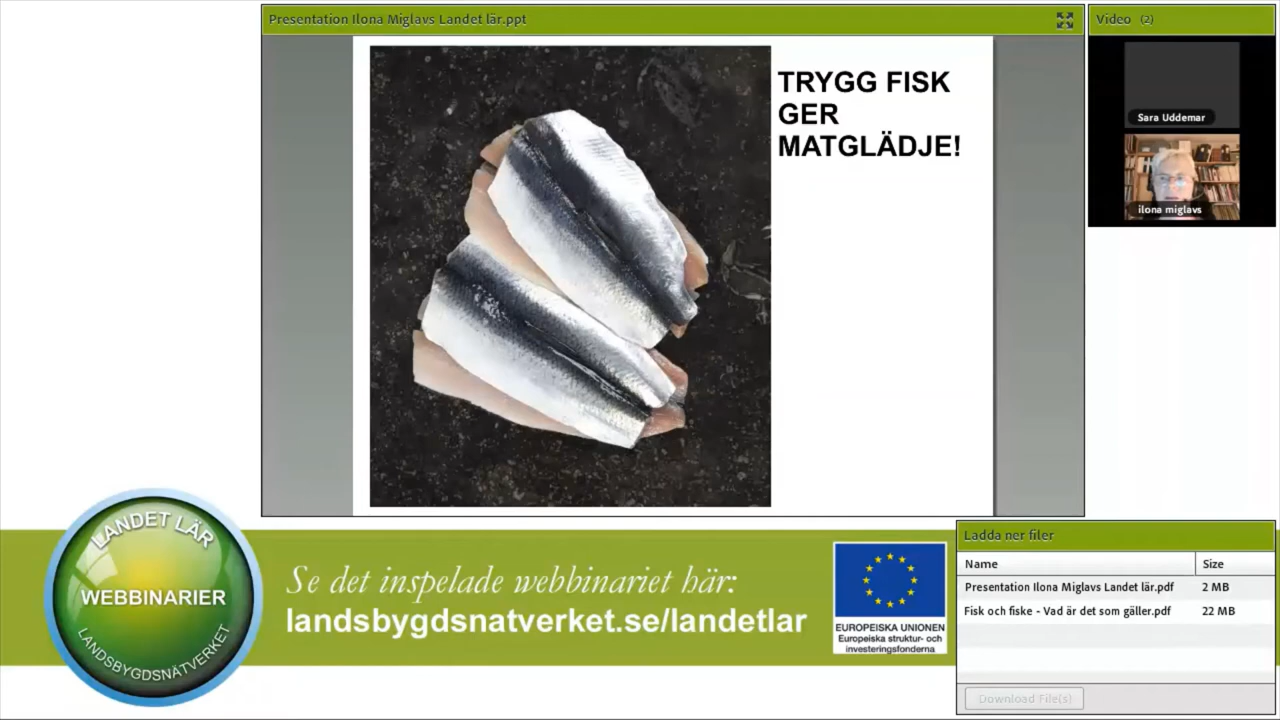 Presentation Ilona Miglavs Landet lär.ppt
Video (2)
TRYGG FISK
GER
MATGLÄDJE!
Sara Uddemar
ilona miglavs
LANDET LÄR
WEBBINARIER
LANDSBYGDSNÄTVERKET
Se det inspelade webbinariet här:
landsbygdsnatverket.se/landetlar
EUROPEISKA UNIONEN
Europeiska struktur- och
investeringsfonderna
Ladda ner filer
Name Size
Presentation Ilona Miglavs Landet lär.pdf 2 MB
Fisk och fiske - Vad är det som gäller.pdf 22 MB
Download File(s)